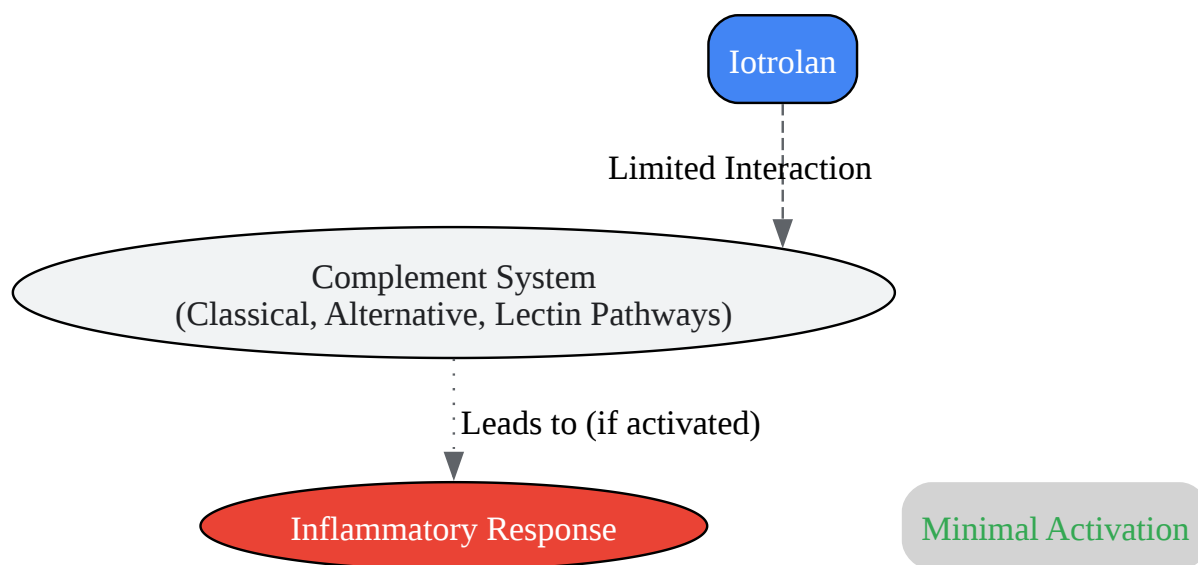 Iotrolan
Limited Interaction
Complement System
(Classical, Alternative, Lectin Pathways)
Leads to (if activated)
Inflammatory Response
Minimal Activation